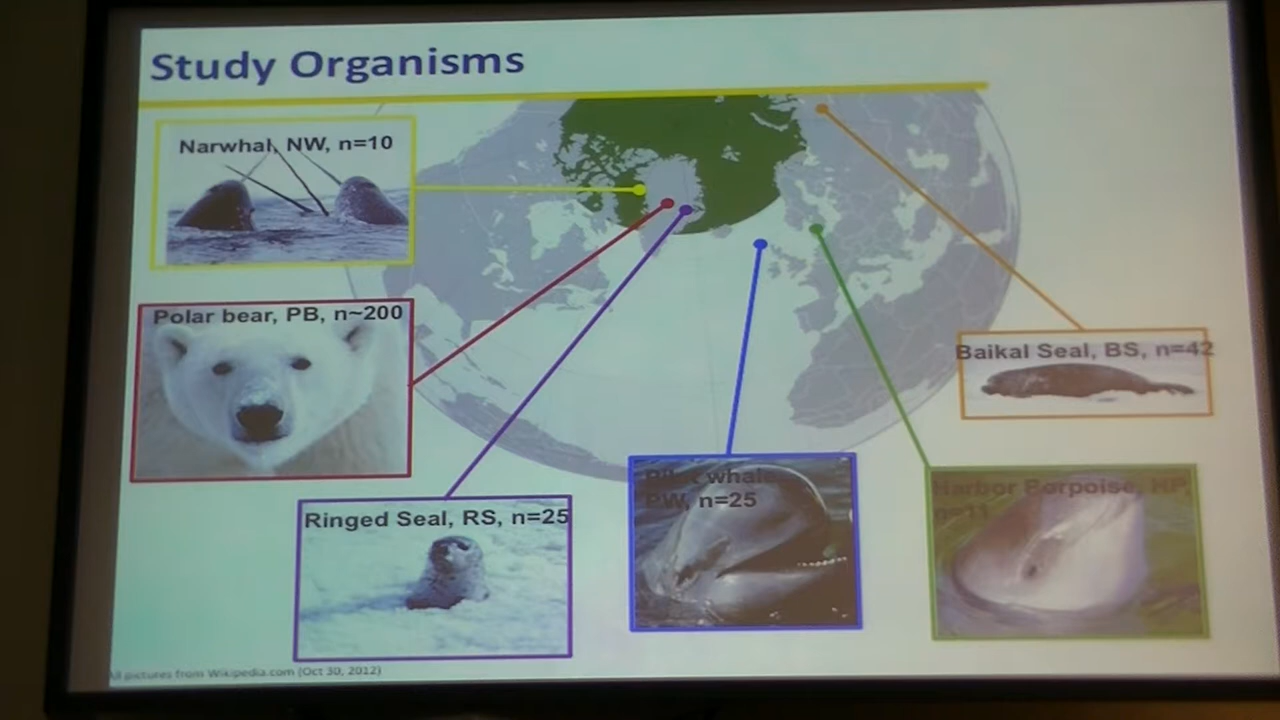 Study Organisms
Narwhal, NW, n=10
Polar bear, PB, n~200
Baikal Seal, BS, n=42
Pilot whale,
PW, n=25
Harbor Porpoise, HP,
n=11
Ringed Seal, RS, n=25
All pictures from Wikipedia.com (Oct 30, 2012)